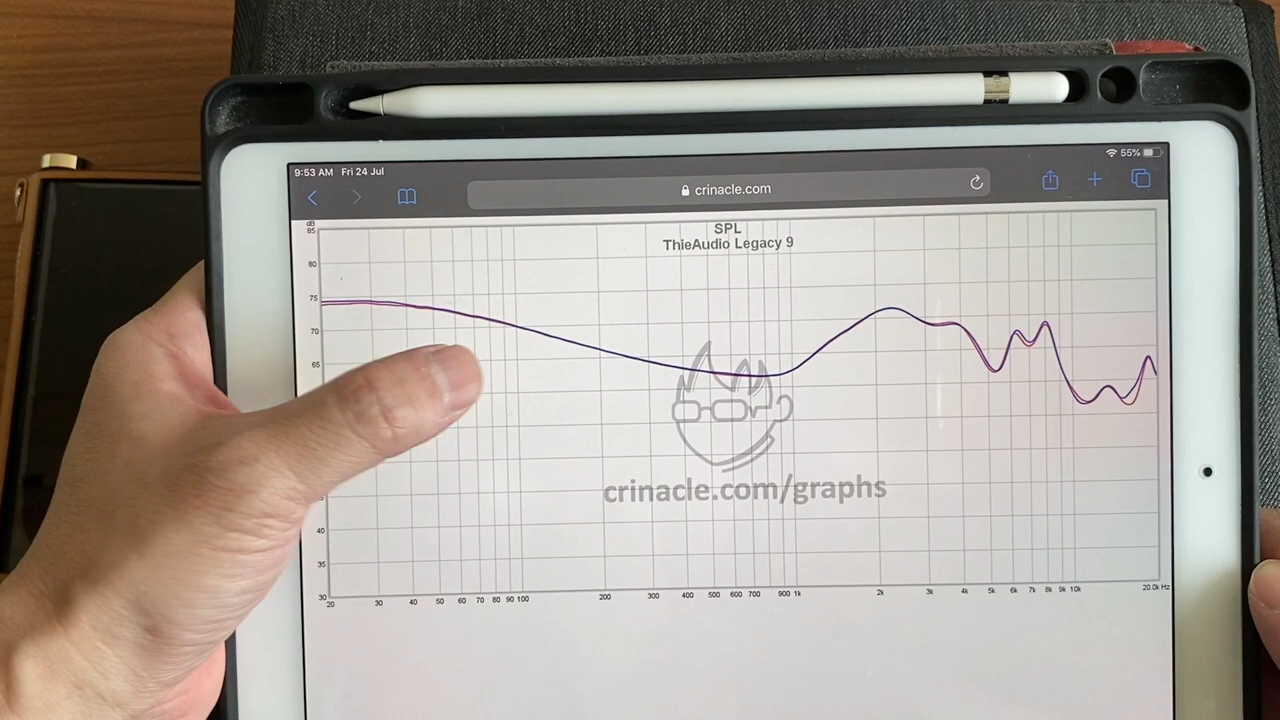 9:53 AM Fri 24 Jul
55%
crinacle.com
dB
85
SPL
ThieAudio Legacy 9
80
75
70
65
crinacle.com/graphs
40
35
30
20 30 40 50 60 70 80 90 100 200 300 400 500 600 700 900 1k 2k 3k 4k 5k 6k 7k 8k 9k 10k 20.0k Hz